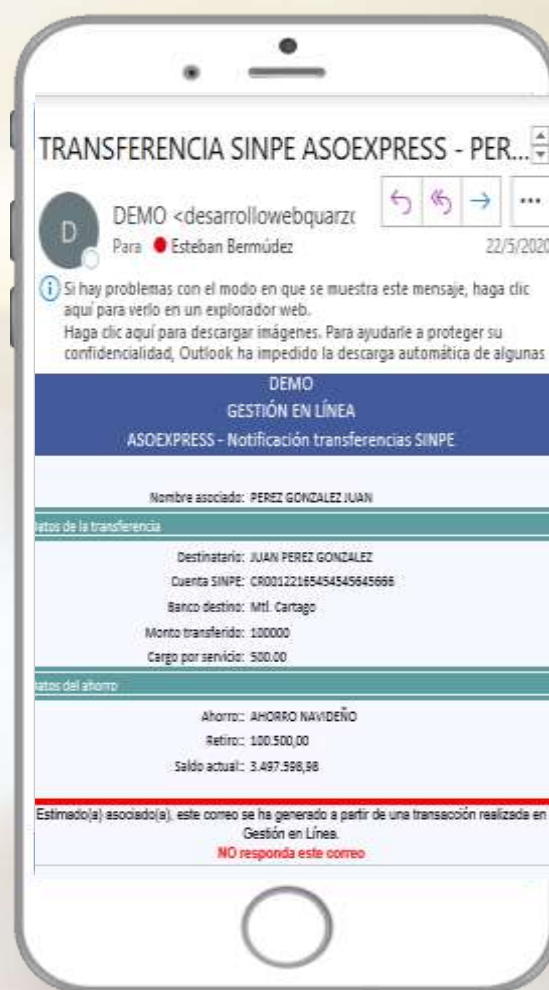 TRANSFERENCIA SINPE ASOEXPRESS - PER...
D
DEMO <desarrollowebquarzo
Para Esteban Bermúdez
22/5/2020
Si hay problemas con el modo en que se muestra este mensaje, haga clic
aquí para verlo en un explorador web.
Haga clic aquí para descargar imágenes. Para ayudarle a proteger su
confidencialidad, Outlook ha impedido la descarga automática de algunas
DEMO
GESTIÓN EN LÍNEA
ASOEXPRESS - Notificación transferencias SINPE
Nombre asociado: PEREZ GONZALEZ JUAN
Datos de la transferencia
Destinatario: JUAN PEREZ GONZALEZ
Cuenta SINPE: CR00122165454545645666
Banco destino: Mtl. Cartago
Monto transferido: 100000
Cargo por servicio: 500.00
Datos del ahorro
Ahorro:: AHORRO NAVIDEÑO
Retiro:: 100.500,00
Saldo actual:: 3.497.598,98
Estimado(a) asociado(a), este correo se ha generado a partir de una transacción realizada en
Gestión en Línea.
NO responda este correo